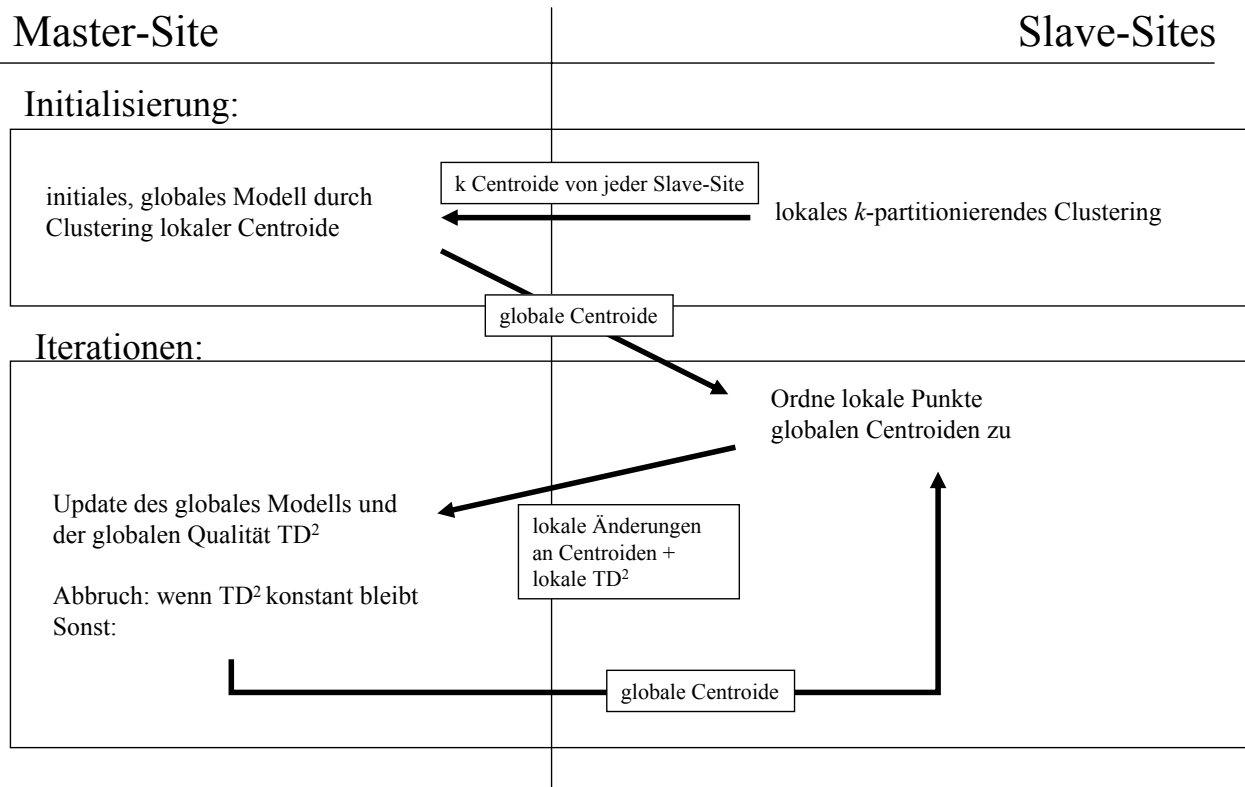 Master-Site
Slave-Sites
Initialisierung:
k Centroide von jeder Slave-Site
initiales, globales Modell durch
Clustering lokaler Centroide
lokales k-partitionierendes Clustering
globale Centroide
Iterationen:
Ordne lokale Punkte
globalen Centroiden zu
Update des globales Modells und
der globalen Qualität TD²
lokale Änderungen
an Centroiden +
lokale TD²
Abbruch: wenn TD² konstant bleibt
Sonst:
globale Centroide